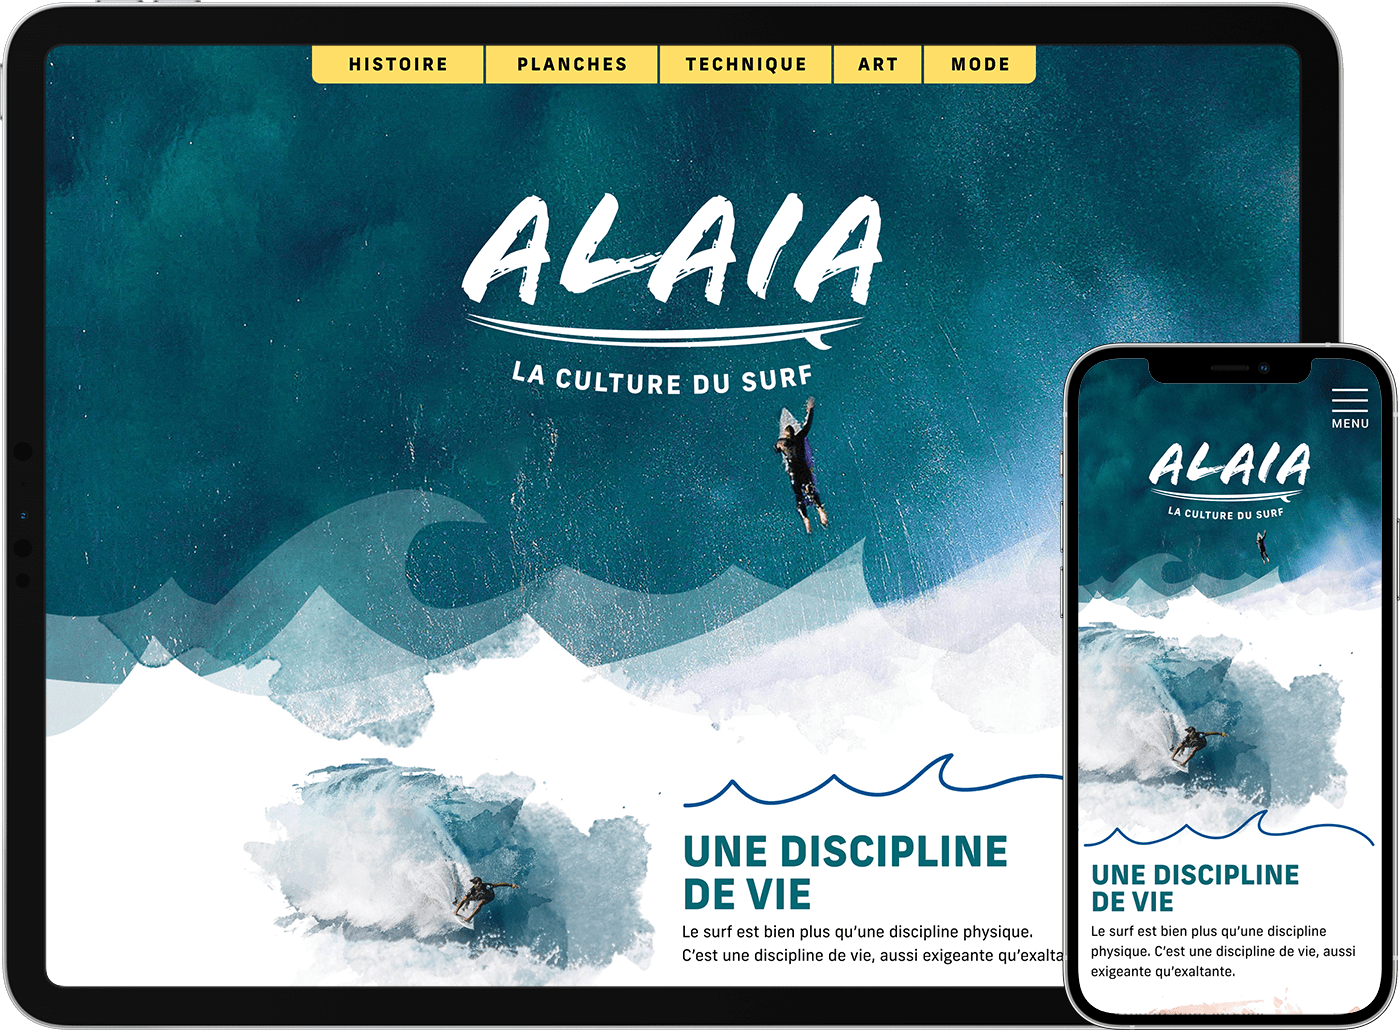 HISTOIRE
PLANCHES
TECHNIQUE
ART
MODE
ALAIA
LA CULTURE DU SURF
UNE DISCIPLINE
DE VIE
Le surf est bien plus qu'une discipline physique.
C'est une discipline de vie, aussi exigeante qu'exalta
MENU
ALAIA
LA CULTURE DU SURF
UNE DISCIPLINE
DE VIE
Le surf est bien plus qu'une discipline
physique. C'est une discipline de vie, aussi
exigeante qu'exaltante.